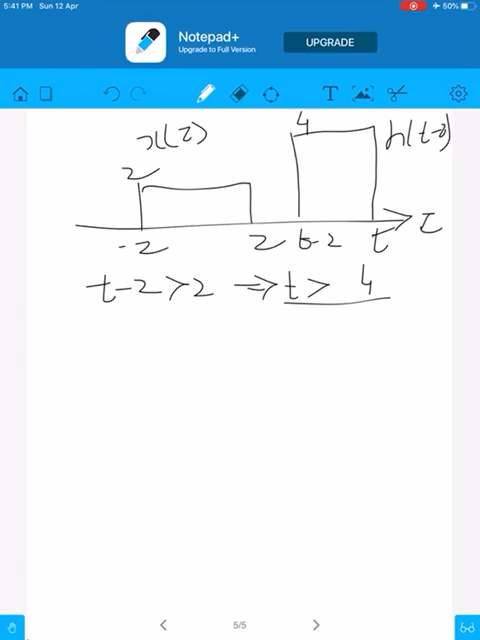 5:41 PM Sun 12 Apr 50%
Notepad+
Upgrade to Full Version
UPGRADE
T
x(τ) 4 h(t-τ)
2
-2 2 t-2 t τ
t-2>2 ⇒ t > 4
5/5